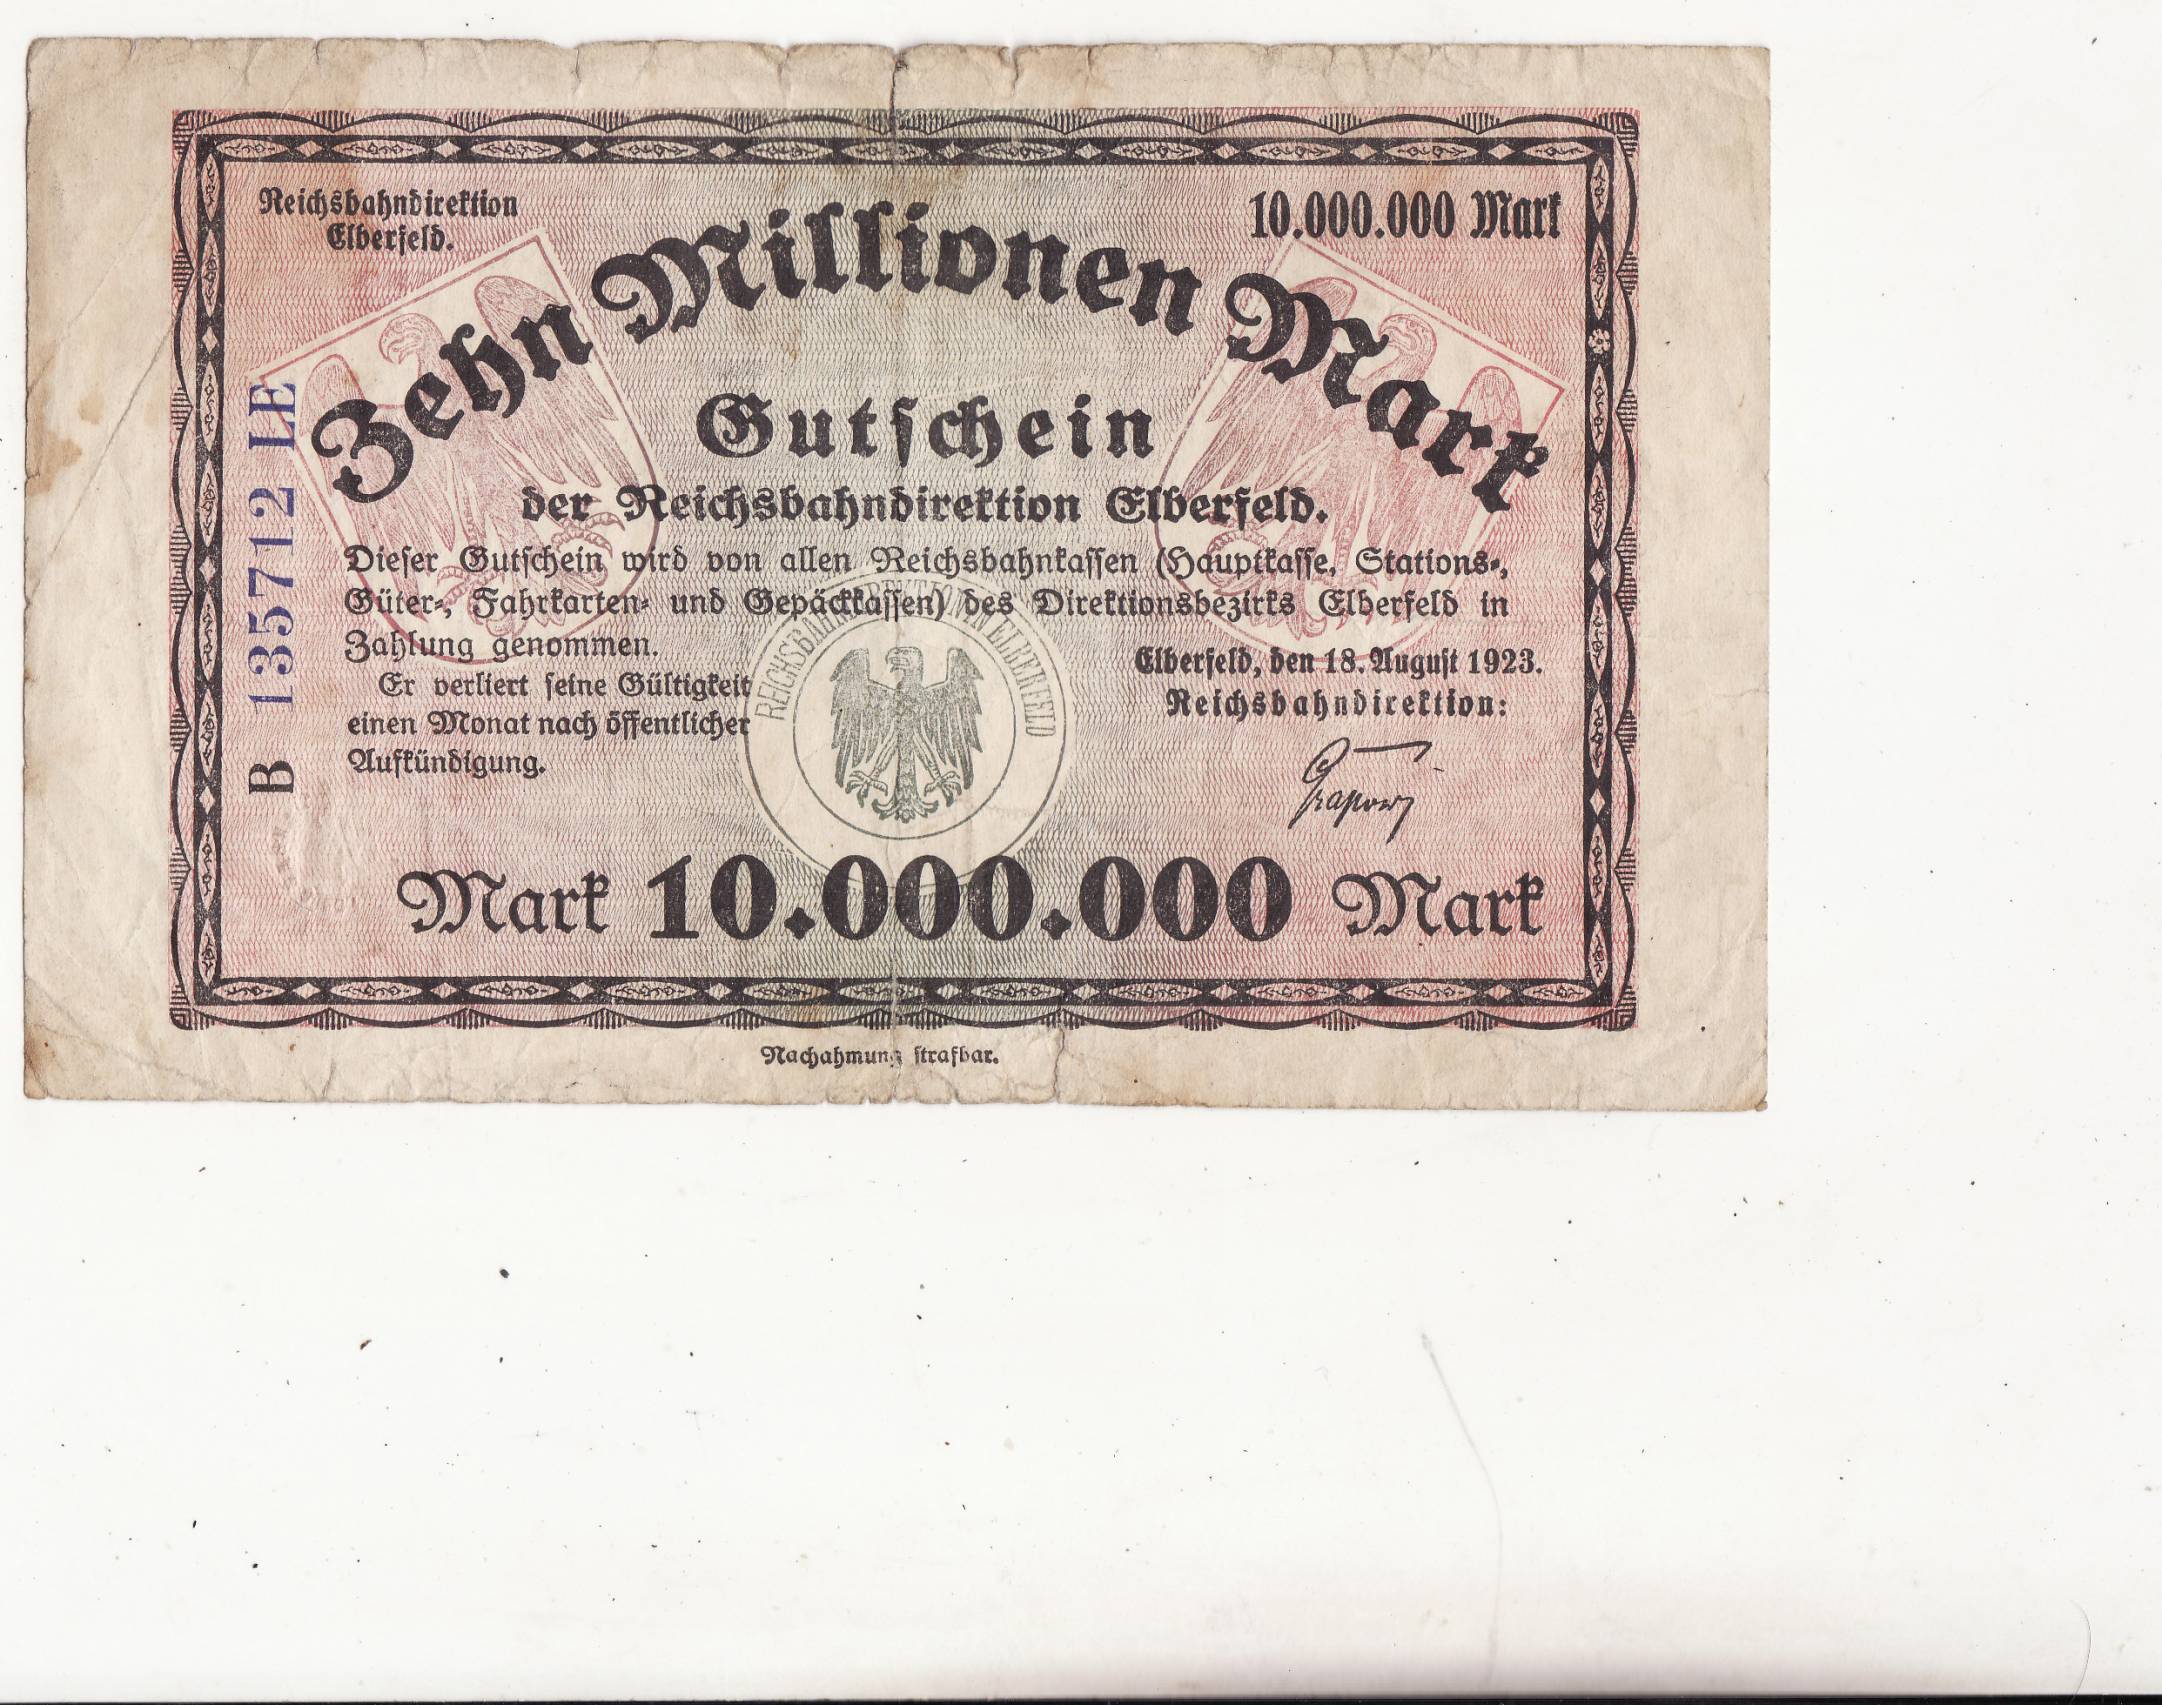 Reichsbahndirektion
Elberfeld.
10.000.000 Mark
Zehn Millionen Mark
Gutschein
der Reichsbahndirektion Elberfeld.
Dieser Gutschein wird von allen Reichsbahnkassen (Hauptkasse, Stations-,
Güter-, Fahrkarten- und Gepäckkassen) des Direktionsbezirks Elberfeld in
Zahlung genommen.
Er verliert seine Gültigkeit
einen Monat nach öffentlicher
Aufkündigung.
REICHSBAHNDIREKTION ELBERFELD
Elberfeld, den 18. August 1923.
Reichsbahndirektion:
B 135712 LE
Mark 10.000.000 Mark
Nachahmung strafbar.